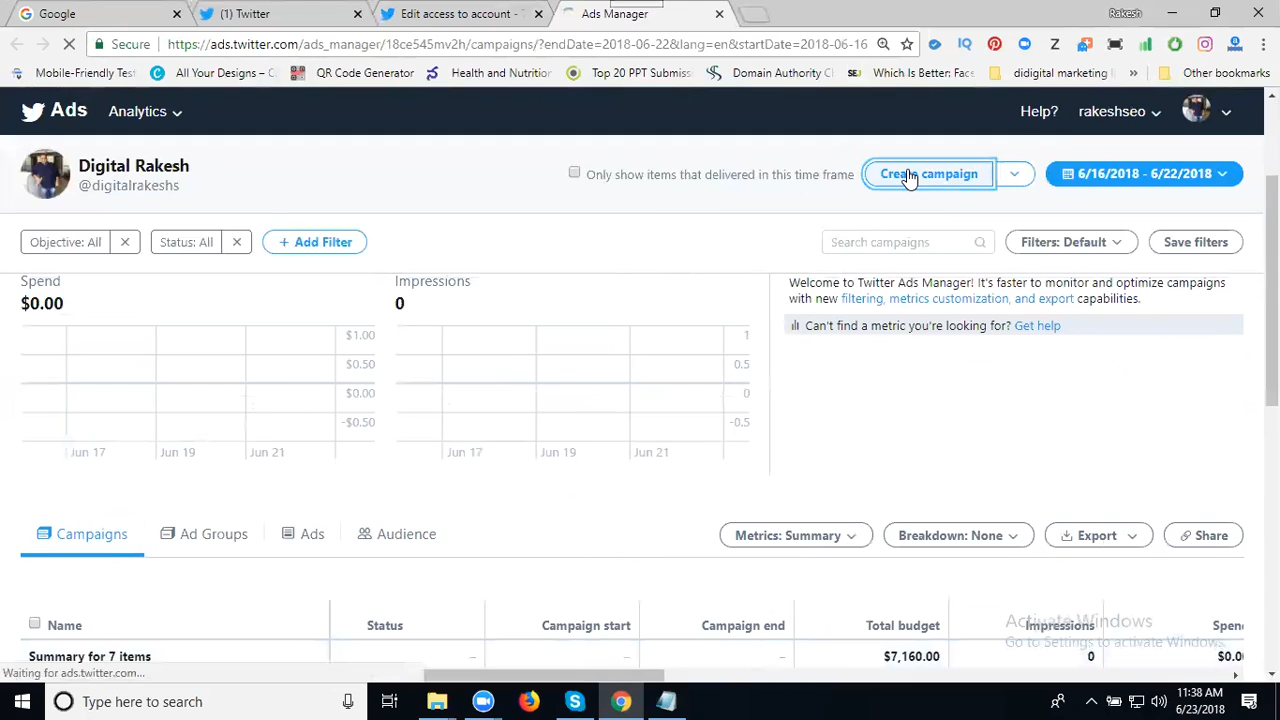 Google
(1) Twitter
Edit access to account -
Ads Manager
Rakesh
Secure
https://ads.twitter.com/ads_manager/18ce545mv2h/campaigns/?endDate=2018-06-22&lang=en&startDate=2018-06-16
Mobile-Friendly Test
All Your Designs –
QR Code Generator
Health and Nutrition
Top 20 PPT Submiss
Domain Authority C
Which Is Better: Fac
didigital marketing l
Other bookmarks
Ads
Analytics
Help?
rakeshseo
Digital Rakesh
@digitalrakeshs
Only show items that delivered in this time frame
Create campaign
6/16/2018 - 6/22/2018
Objective: All
Status: All
+ Add Filter
Search campaigns
Filters: Default
Save filters
Spend
$0.00
Impressions
0
Welcome to Twitter Ads Manager! It's faster to monitor and optimize campaigns
with new filtering, metrics customization, and export capabilities.
Can't find a metric you're looking for? Get help
$1.00
$0.50
$0.00
-$0.50
Jun 17
Jun 19
Jun 21
1
0.5
0
-0.5
Jun 17
Jun 19
Jun 21
Campaigns
Ad Groups
Ads
Audience
Metrics: Summary
Breakdown: None
Export
Share
Name
Status
Campaign start
Campaign end
Total budget
Impressions
Spend
Summary for 7 items
–
–
–
$7,160.00
0
$0.0
Activate Windows
Go to Settings to activate Windows.
Waiting for ads.twitter.com...
Type here to search
11:38 AM
6/23/2018